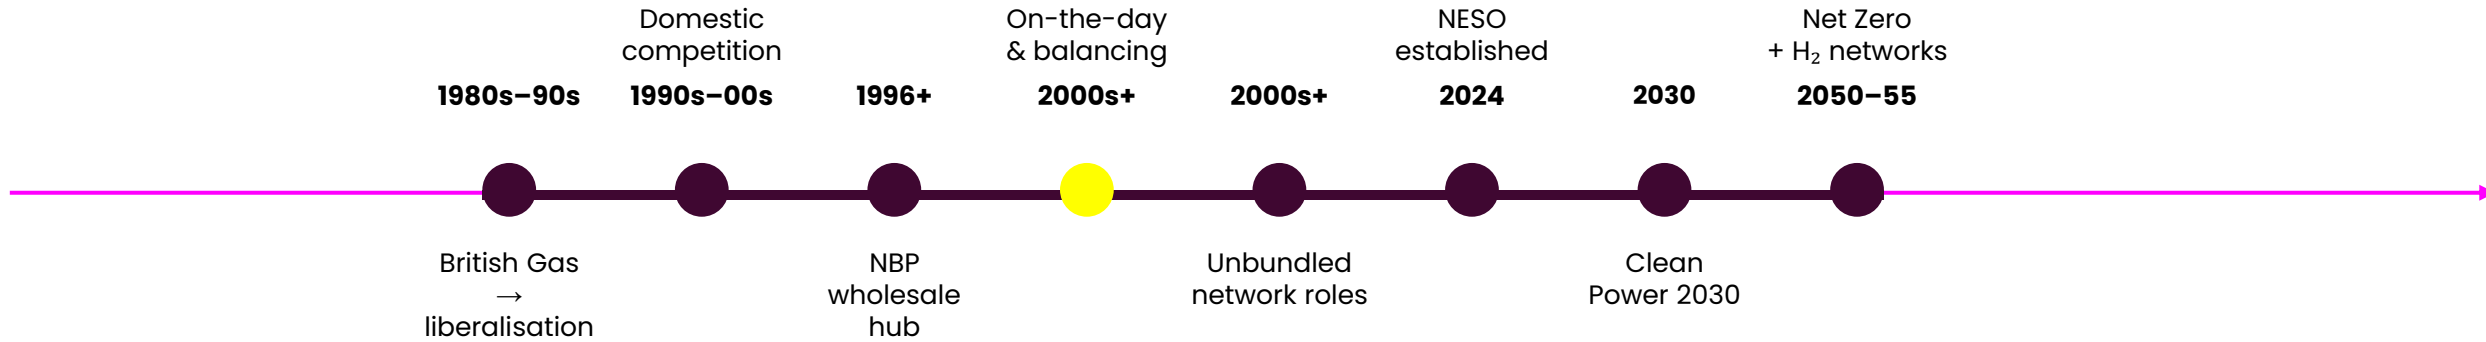 Domestic
competition
On-the-day
& balancing
NESO
established
Net Zero
+ H₂ networks
1980s–90s
1990s–00s
1996+
2000s+
2000s+
2024
2030
2050–55
British Gas
→
liberalisation
NBP
wholesale
hub
Unbundled
network roles
Clean
Power 2030